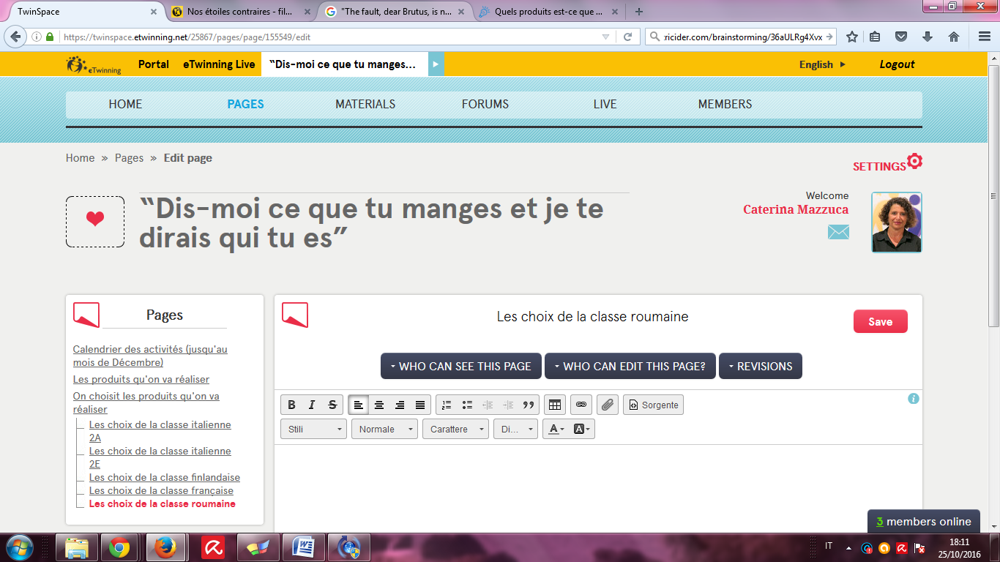 TwinSpace
Nos étoiles contraires - fil...
"The fault, dear Brutus, is n...
Quels produits est-ce que ...
https://twinspace.etwinning.net/25867/pages/page/155549/edit
ricider.com/brainstorming/36aULRg4Xvx
eTwinning
Portal
eTwinning Live
“Dis-moi ce que tu manges...
English
Logout
HOME
PAGES
MATERIALS
FORUMS
LIVE
MEMBERS
Home » Pages » Edit page
SETTINGS
“Dis-moi ce que tu manges et je te
dirais qui tu es”
Welcome
Caterina Mazzuca
Pages
Calendrier des activités (jusqu'au
mois de Décembre)
Les produits qu'on va réaliser
On choisit les produits qu'on va
réaliser
Les choix de la classe italienne
2A
Les choix de la classe italienne
2E
Les choix de la classe finlandaise
Les choix de la classe française
Les choix de la classe roumaine
Les choix de la classe roumaine
Save
WHO CAN SEE THIS PAGE
WHO CAN EDIT THIS PAGE?
REVISIONS
B I S
Sorgente
Stili
Normale
Carattere
Di...
A
A
3 members online
IT
18:11
25/10/2016